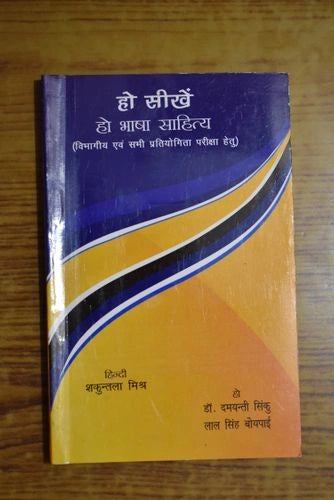 हो सीखें
हो भाषा साहित्य
(विभागीय एवं सभी प्रतियोगिता परीक्षा हेतु)
हिन्दी
शकुन्तला मिश्र
हो
डॉ. दमयन्ती सिंकु
लाल सिंह बोयपाई